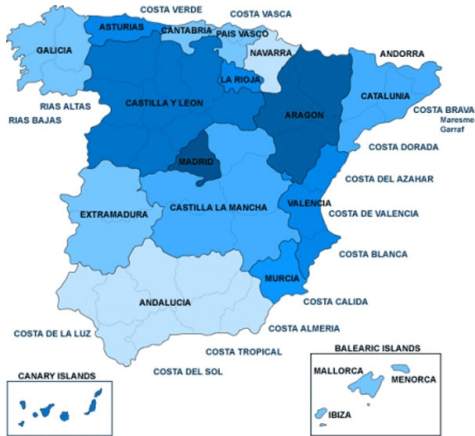 COSTA VERDE
COSTA VASCA
ASTURIAS
CANTABRIA
PAIS VASCO
GALICIA
NAVARRA
ANDORRA
LA RIOJA
CATALUNIA
RIAS ALTAS
CASTILLA Y LEON
ARAGON
COSTA BRAVA
RIAS BAJAS
Maresme
Garraf
COSTA DORADA
MADRID
COSTA DEL AZAHAR
VALENCIA
EXTREMADURA
CASTILLA LA MANCHA
COSTA DE VALENCIA
COSTA BLANCA
MURCIA
ANDALUCIA
COSTA CALIDA
COSTA DE LA LUZ
COSTA ALMERIA
COSTA TROPICAL
COSTA DEL SOL
BALEARIC ISLANDS
MALLORCA
MENORCA
IBIZA
CANARY ISLANDS